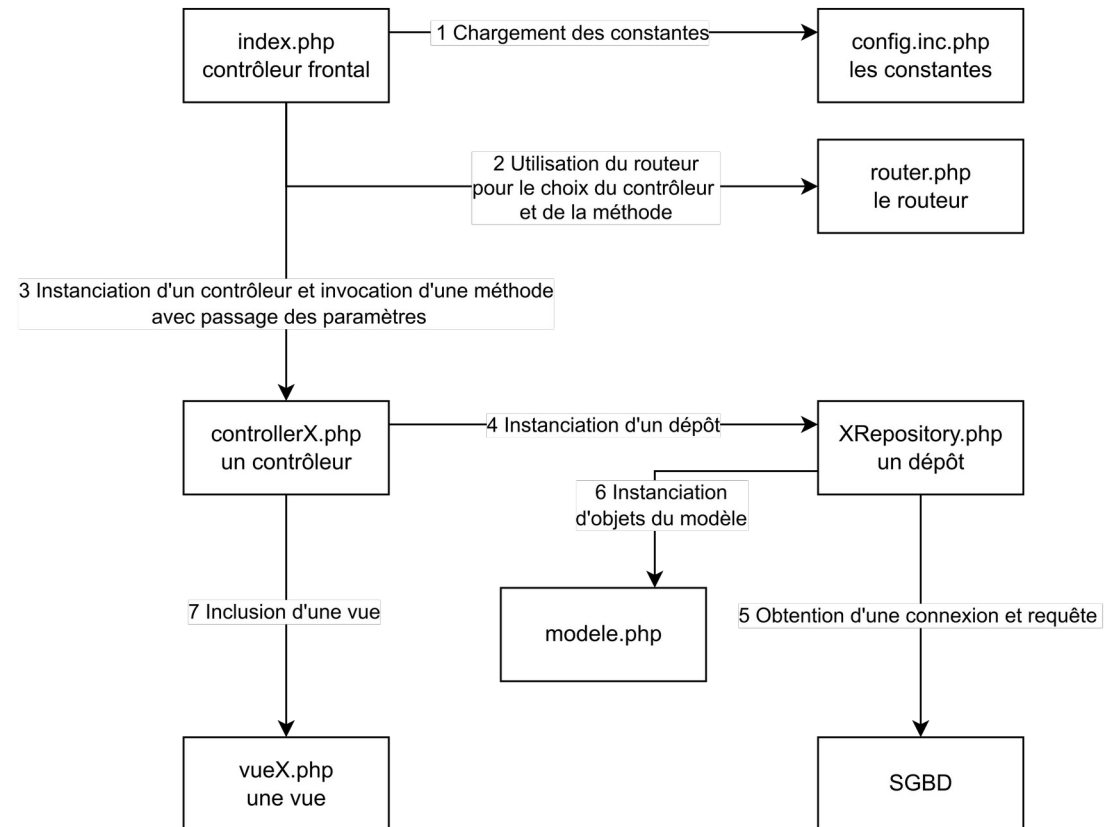 index.php
contrôleur frontal
1 Chargement des constantes
config.inc.php
les constantes
2 Utilisation du routeur
pour le choix du contrôleur
et de la méthode
router.php
le routeur
3 Instanciation d'un contrôleur et invocation d'une méthode
avec passage des paramètres
controllerX.php
un contrôleur
4 Instanciation d'un dépôt
XRepository.php
un dépôt
6 Instanciation
d'objets du modèle
7 Inclusion d'une vue
modele.php
5 Obtention d'une connexion et requête
vueX.php
une vue
SGBD